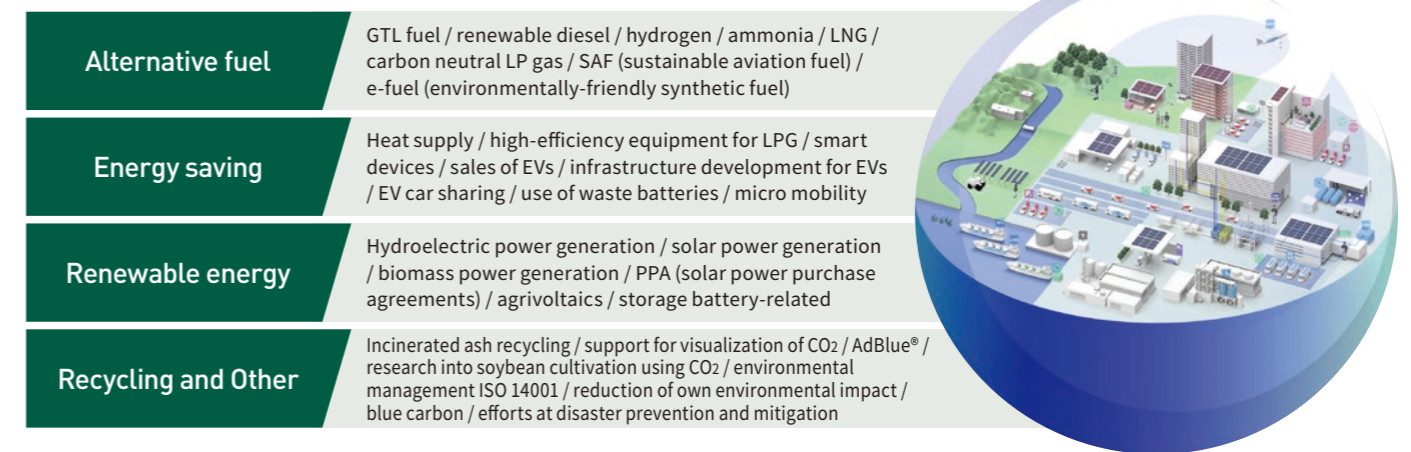 Alternative fuel
GTL fuel / renewable diesel / hydrogen / ammonia / LNG /
carbon neutral LP gas / SAF (sustainable aviation fuel) /
e-fuel (environmentally-friendly synthetic fuel)
Energy saving
Heat supply / high-efficiency equipment for LPG / smart
devices / sales of EVs / infrastructure development for EVs
/ EV car sharing / use of waste batteries / micro mobility
Renewable energy
Hydroelectric power generation / solar power generation
/ biomass power generation / PPA (solar power purchase
agreements) / agrivoltaics / storage battery-related
Recycling and Other
Incinerated ash recycling / support for visualization of CO2 / AdBlue® /
research into soybean cultivation using CO2 / environmental
management ISO 14001 / reduction of own environmental impact /
blue carbon / efforts at disaster prevention and mitigation